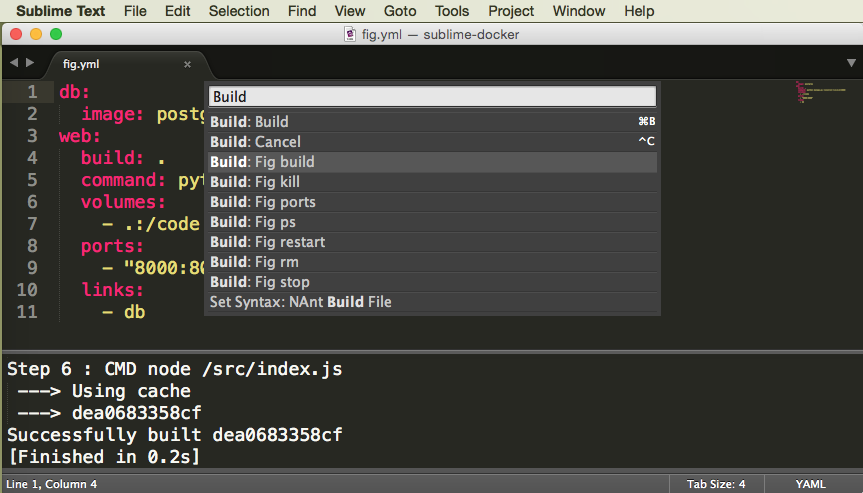 Sublime Text File Edit Selection Find View Goto Tools Project Window Help
fig.yml — sublime-docker
fig.yml ×
1 db:
2 image: postg
3 web:
4 build: .
5 command: pyt
6 volumes:
7 - .:/code
8 ports:
9 - "8000:80
10 links:
11 - db
Build
Build: Build ⌘B
Build: Cancel ^C
Build: Fig build
Build: Fig kill
Build: Fig ports
Build: Fig ps
Build: Fig restart
Build: Fig rm
Build: Fig stop
Set Syntax: NAnt Build File
Step 6 : CMD node /src/index.js
---> Using cache
---> dea0683358cf
Successfully built dea0683358cf
[Finished in 0.2s]
Line 1, Column 4 Tab Size: 4 YAML